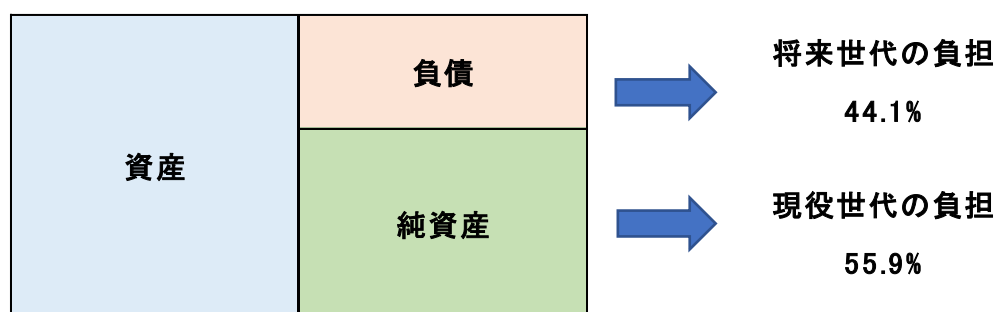 資産
負債
純資産
将来世代の負担
44.1%
現役世代の負担
55.9%